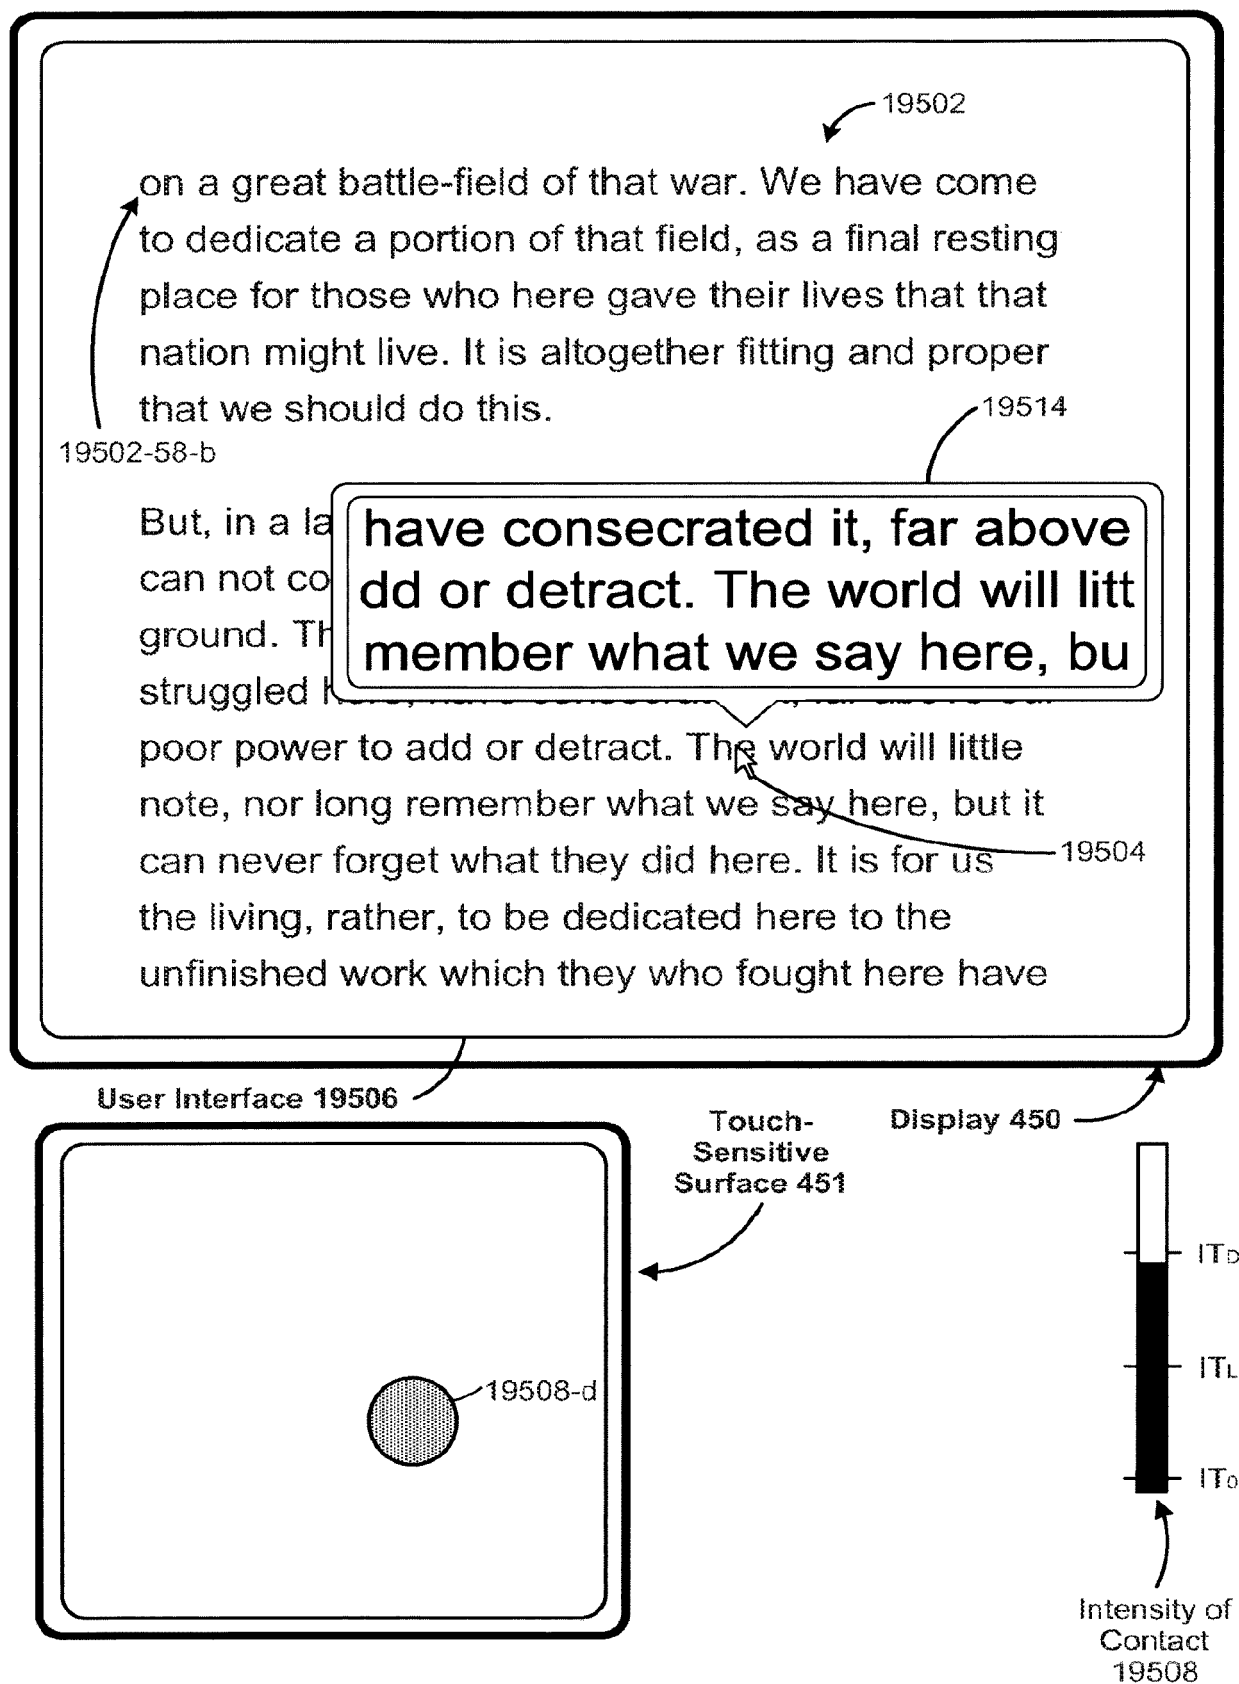 19502
on a great battle-field of that war. We have come
to dedicate a portion of that field, as a final resting
place for those who here gave their lives that that
nation might live. It is altogether fitting and proper
that we should do this.
19514
19502-58-b
But, in a la
have consecrated it, far above
can not co
dd or detract. The world will litt
ground. Th
member what we say here, bu
struggled
poor power to add or detract. The world will little
note, nor long remember what we say here, but it
19504
can never forget what they did here. It is for us
the living, rather, to be dedicated here to the
unfinished work which they who fought here have
User Interface 19506
Display 450
Touch-
Sensitive
Surface 451
ITD
ITL
19508-d
IT0
Intensity of
Contact
19508